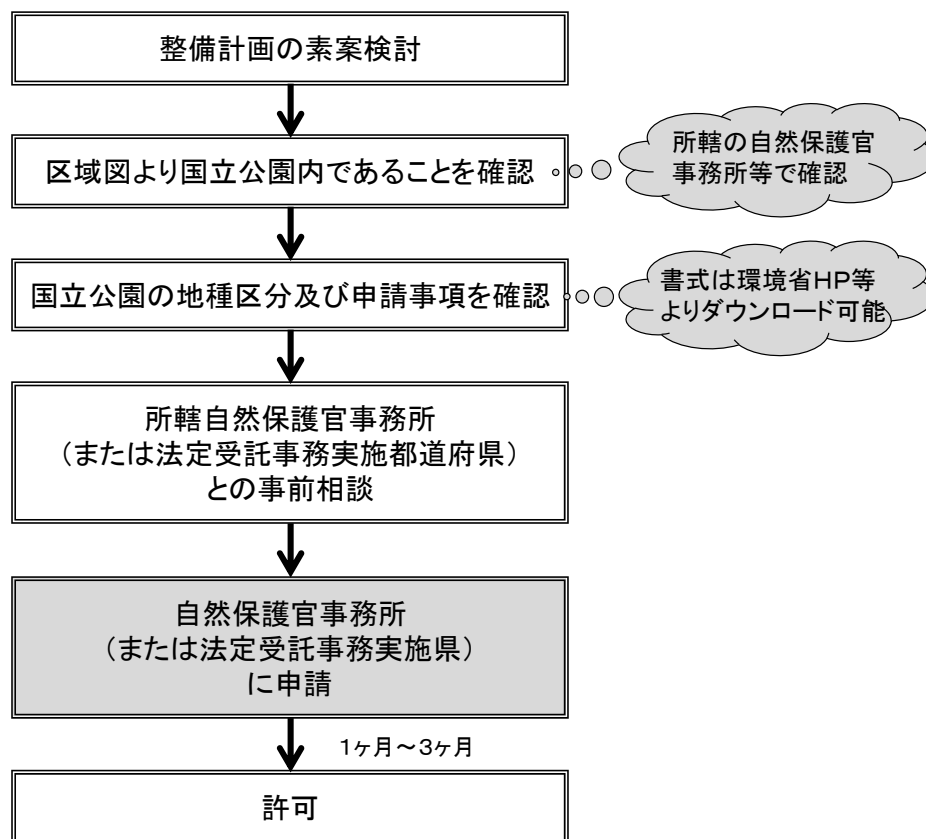 整備計画の素案検討
区域図より国立公園内であることを確認
所轄の自然保護官
事務所等で確認
国立公園の地種区分及び申請事項を確認
書式は環境省HP等
よりダウンロード可能
所轄自然保護官事務所
（または法定受託事務実施都道府県）
との事前相談
自然保護官事務所
（または法定受託事務実施県）
に申請
１ヶ月～３ヶ月
許可